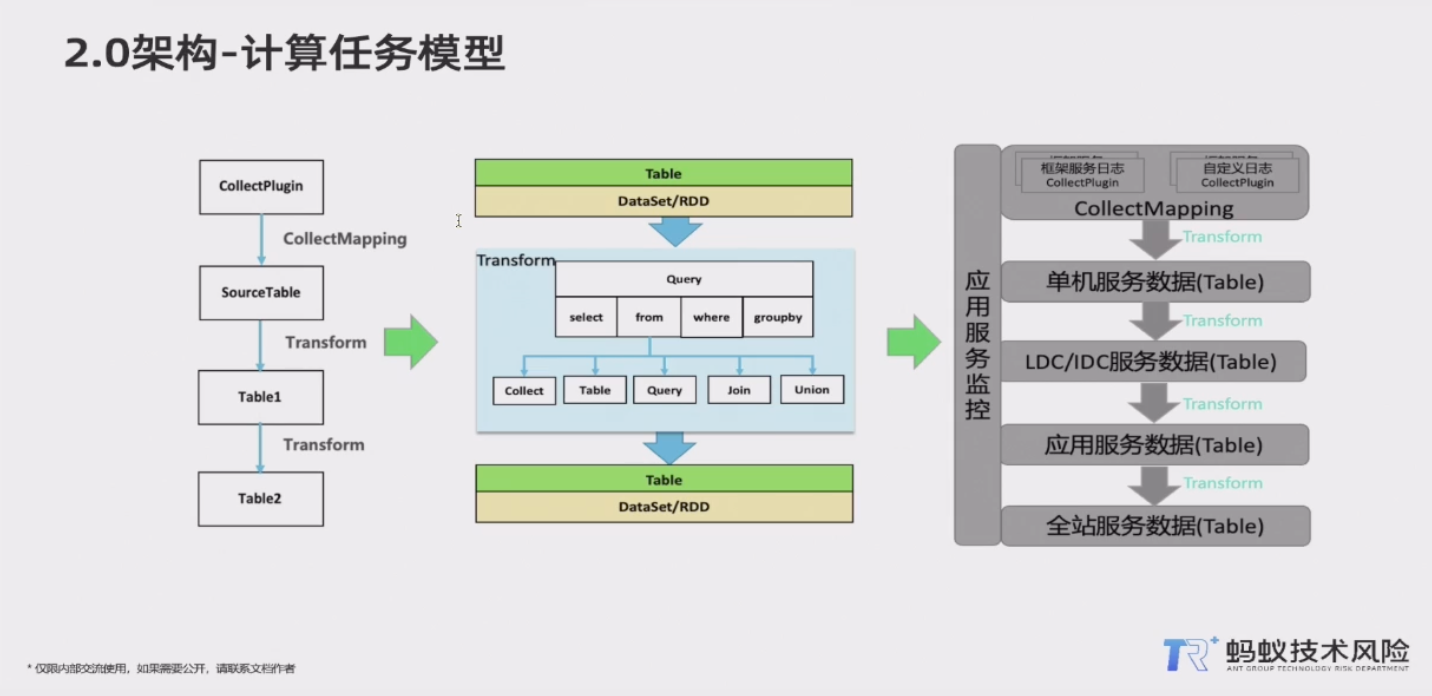 2.0架构-计算任务模型
CollectPlugin
CollectMapping
SourceTable
Transform
Table1
Transform
Table2
Table
DataSet/RDD
Transform
Query
select from where groupby
Collect Table Query Join Union
Table
DataSet/RDD
应用服务监控
框架服务日志
CollectPlugin
自定义日志
CollectPlugin
CollectMapping
Transform
单机服务数据(Table)
Transform
LDC/IDC服务数据(Table)
Transform
应用服务数据(Table)
Transform
全站服务数据(Table)
* 仅限内部交流使用，如果需要公开，请联系文档作者
TR+ 蚂蚁技术风险
ANT GROUP TECHNOLOGY RISK DEPARTMENT